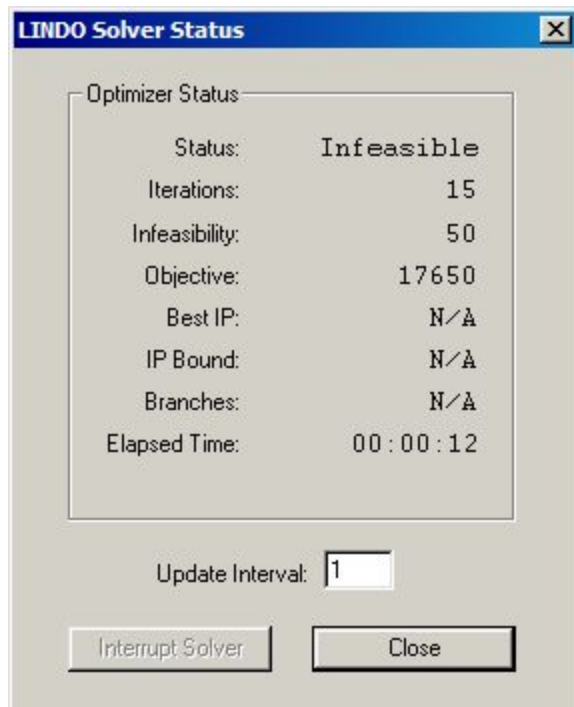 LINDO Solver Status
Optimizer Status
Status: Infeasible
Iterations: 15
Infeasibility: 50
Objective: 17650
Best IP: N/A
IP Bound: N/A
Branches: N/A
Elapsed Time: 00:00:12
Update Interval: 1
Interrupt Solver Close